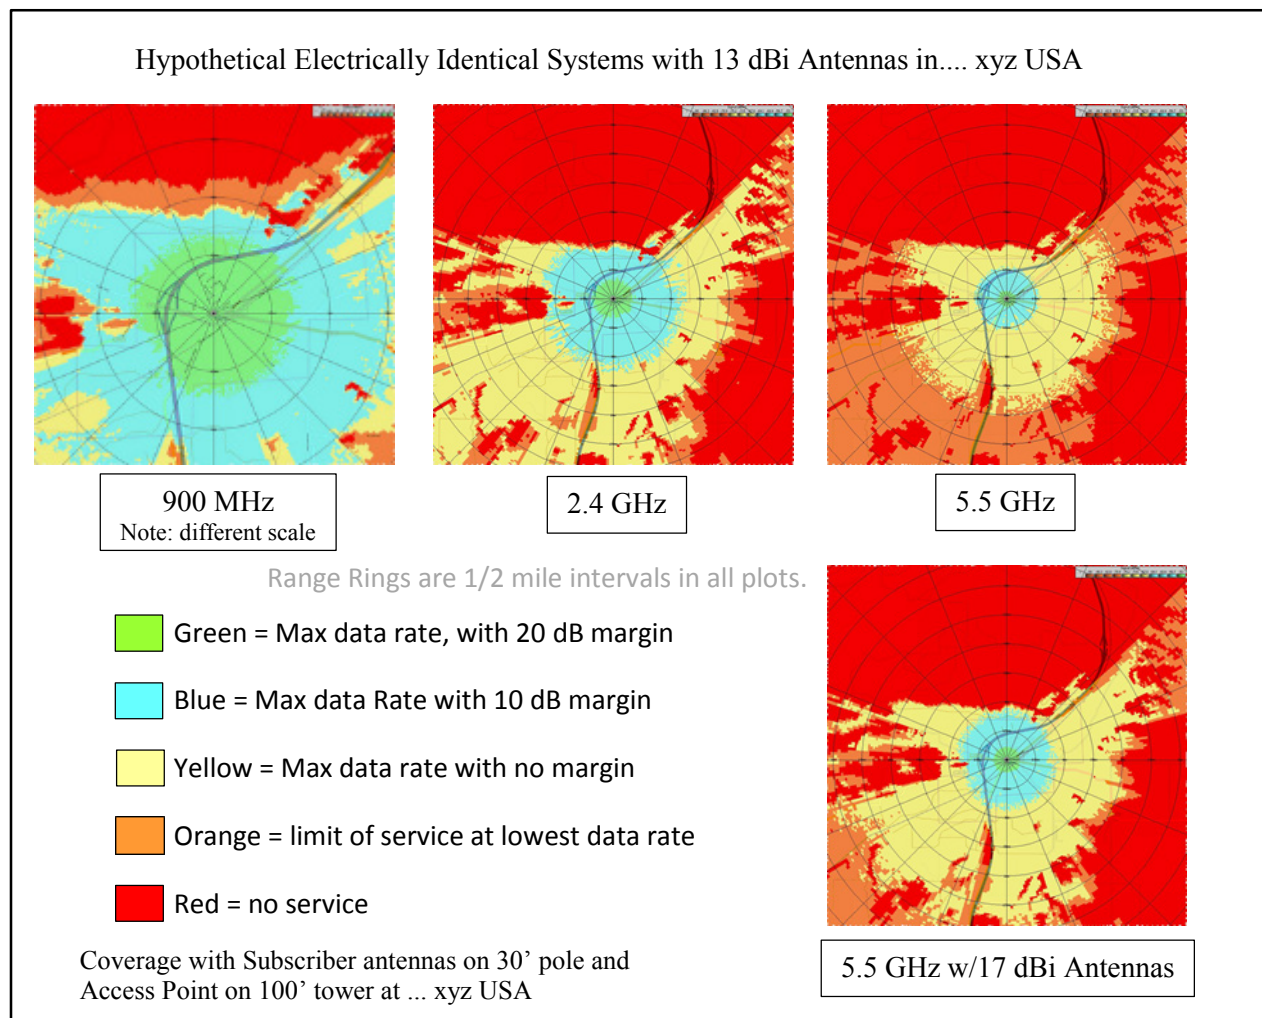 Hypothetical Electrically Identical Systems with 13 dBi Antennas in.... xyz USA
900 MHz
Note: different scale
2.4 GHz
5.5 GHz
Range Rings are 1/2 mile intervals in all plots.
Green = Max data rate, with 20 dB margin
Blue = Max data Rate with 10 dB margin
Yellow = Max data rate with no margin
Orange = limit of service at lowest data rate
Red = no service
Coverage with Subscriber antennas on 30’ pole and
Access Point on 100’ tower at ... xyz USA
5.5 GHz w/17 dBi Antennas